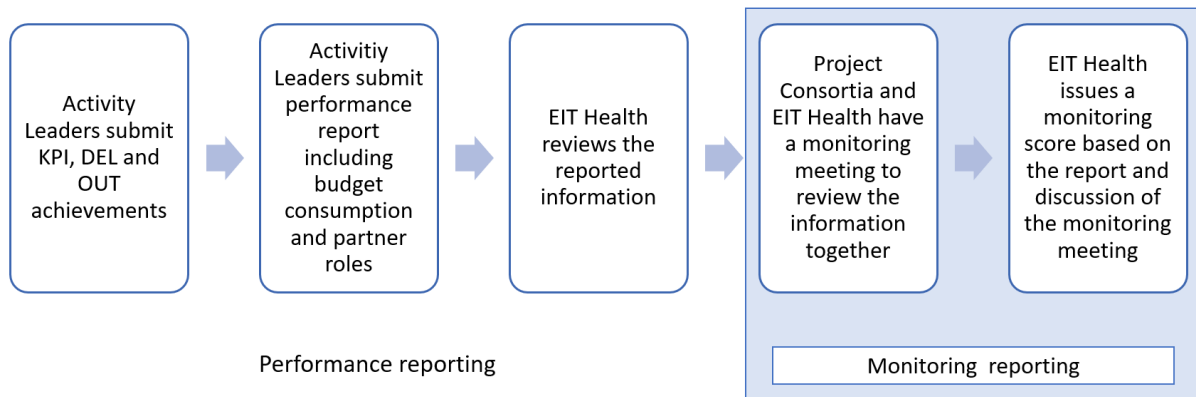 Activity
Leaders submit
KPI, DEL and
OUT
achievements
Activitiy
Leaders submit
performance
report
including
budget
consumption
and partner
roles
EIT Health
reviews the
reported
information
Project
Consortia and
EIT Health have
a monitoring
meeting to
review the
information
together
EIT Health
issues a
monitoring
score based on
the report and
discussion of
the monitoring
meeting
Performance reporting
Monitoring reporting